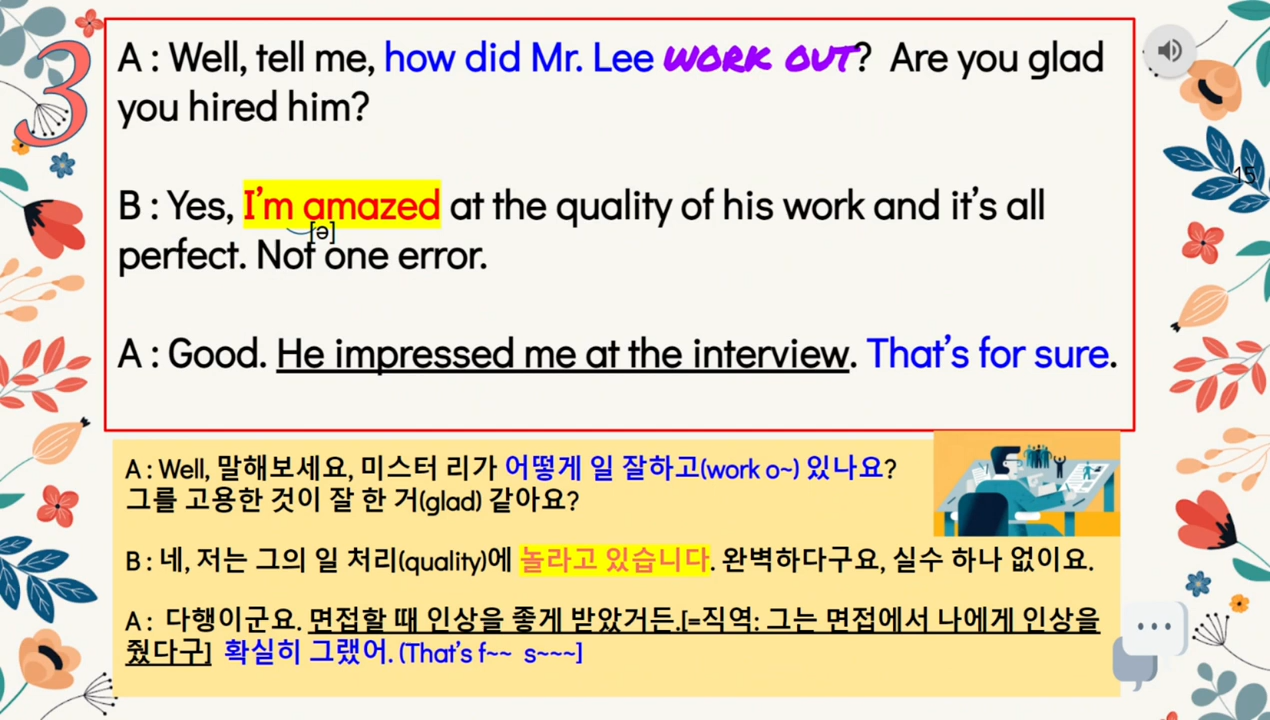 3
A : Well, tell me, how did Mr. Lee WORK OUT? Are you glad
you hired him?
15
B : Yes, I'm amazed at the quality of his work and it's all
[ə]
perfect. Not one error.
A : Good. He impressed me at the interview. That's for sure.
A : Well, 말해보세요, 미스터 리가 어떻게 일 잘하고(work o~) 있나요?
그를 고용한 것이 잘 한 거(glad) 같아요?
B : 네, 저는 그의 일 처리(quality)에 놀라고 있습니다. 완벽하다구요, 실수 하나 없이요.
A : 다행이군요. 면접할 때 인상을 좋게 받았거든.[=직역: 그는 면접에서 나에게 인상을
줬다구] 확실히 그랬어. (That's f~~ s~~~]